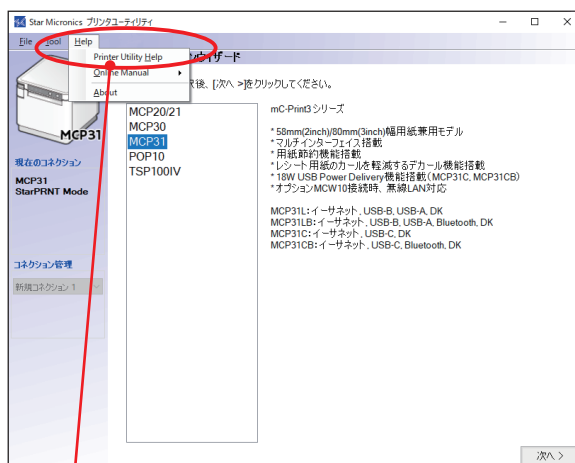 Star Micronics プリンタユーティリティ
File Tool Help
Printer Utility Help
Online Manual
About
ウィザード
後、[次へ >]をクリックしてください。
MCP31
現在のコネクション
MCP31
StarPRNT Mode
コネクション管理
新規コネクション 1
MCP20/21
MCP30
MCP31
POP10
TSP100IV
mC-Print3 シリーズ
* 58mm(2inch)/80mm(3inch)幅用紙兼用モデル
* マルチインターフェイス搭載
* 用紙節約機能搭載
* レシート用紙のカールを軽減するデカール機能搭載
* 18W USB Power Delivery機能搭載(MCP31C, MCP31CB)
* オプションMCW10接続時、無線LAN対応
MCP31L: イーサネット, USB-B, USB-A, DK
MCP31LB: イーサネット, USB-B, USB-A, Bluetooth, DK
MCP31C: イーサネット, USB-C, DK
MCP31CB: イーサネット, USB-C, Bluetooth, DK
次へ >